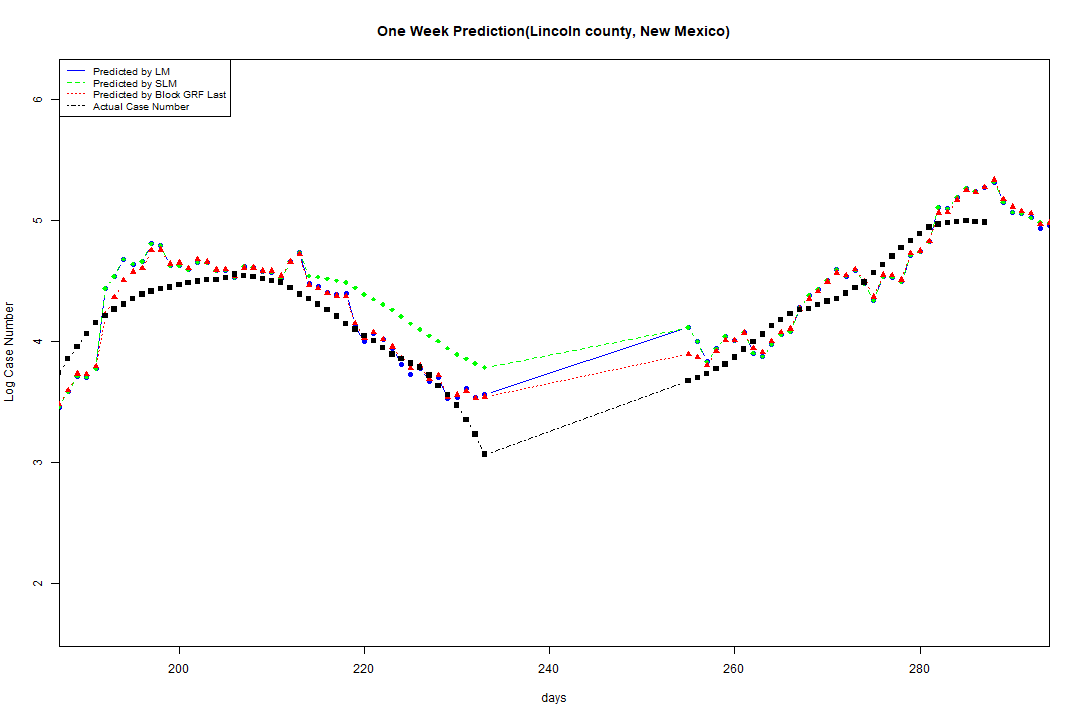 One Week Prediction(Lincoln county, New Mexico)
Predicted by LM
Predicted by SLM
Predicted by Block GRF Last
Actual Case Number
6
5
4
3
2
Log Case Number
200 220 240 260 280
days